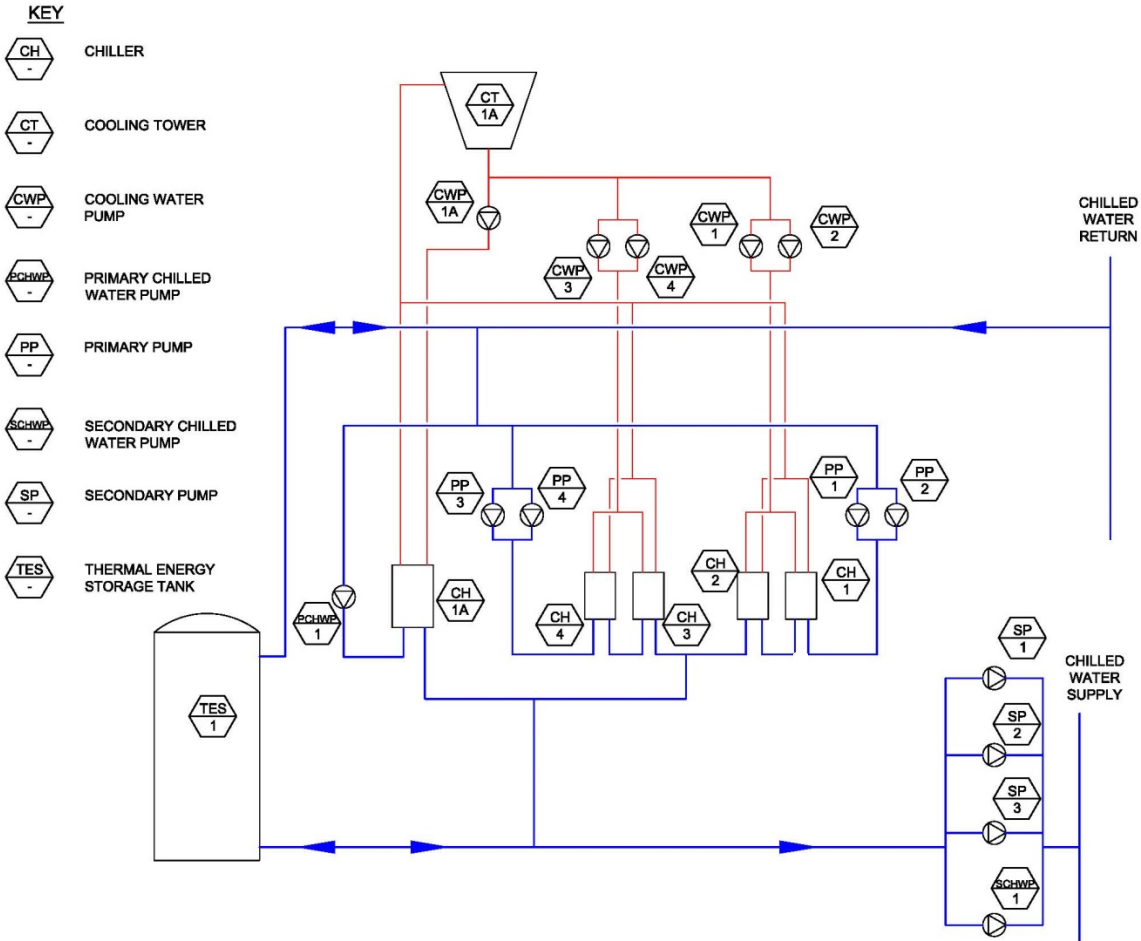 KEY
CH
-
CHILLER
CT
-
COOLING TOWER
CWP
-
COOLING WATER
PUMP
PCHWP
-
PRIMARY CHILLED
WATER PUMP
PP
-
PRIMARY PUMP
SCHWP
-
SECONDARY CHILLED
WATER PUMP
SP
-
SECONDARY PUMP
TES
-
THERMAL ENERGY
STORAGE TANK
CT
1A
CWP
1A
CWP
3
CWP
4
CWP
1
CWP
2
CHILLED
WATER
RETURN
PP
3
PP
4
PP
1
PP
2
PCHWP
1
CH
1A
CH
4
CH
3
CH
2
CH
1
TES
1
SP
1
SP
2
SP
3
SCHWP
1
CHILLED
WATER
SUPPLY